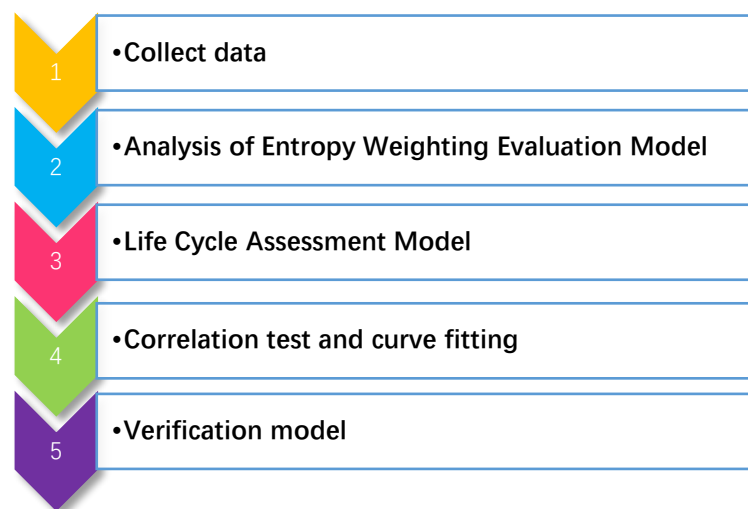 1
•Collect data
2
•Analysis of Entropy Weighting Evaluation Model
3
•Life Cycle Assessment Model
4
•Correlation test and curve fitting
5
•Verification model